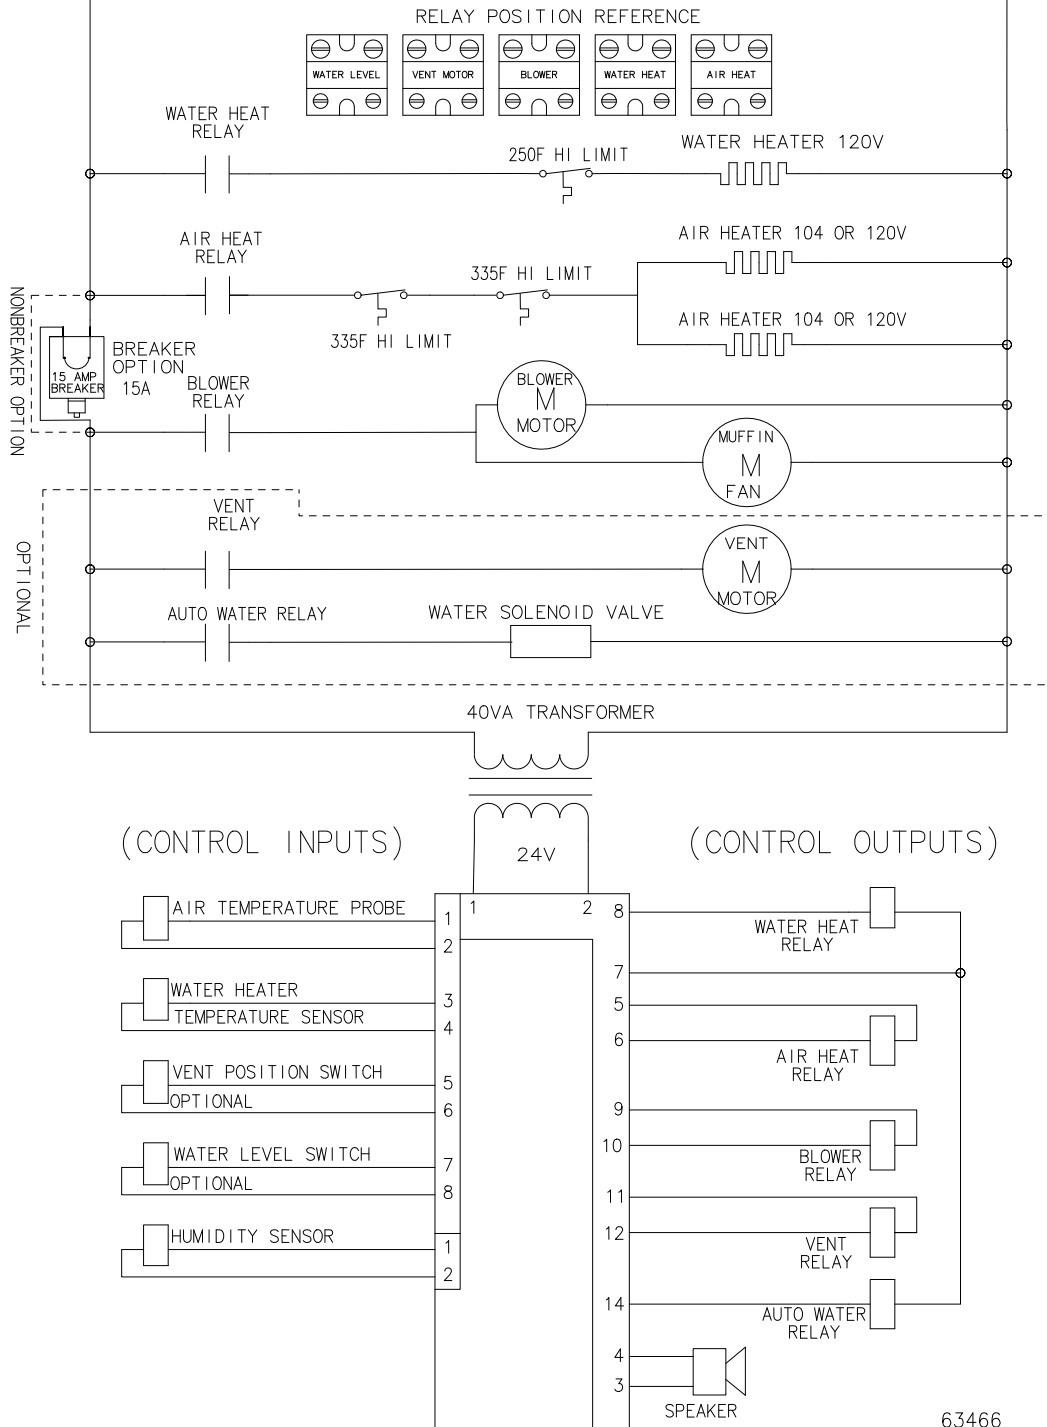 RELAY POSITION REFERENCE
WATER LEVEL
VENT MOTOR
BLOWER
WATER HEAT
AIR HEAT
WATER HEAT
RELAY
250F HI LIMIT
WATER HEATER 120V
AIR HEAT
RELAY
335F HI LIMIT
335F HI LIMIT
AIR HEATER 104 OR 120V
AIR HEATER 104 OR 120V
NONBREAKER OPTION
15 AMP
BREAKER
BREAKER
OPTION
15A
BLOWER
RELAY
BLOWER
M
MOTOR
MUFFIN
M
FAN
OPTIONAL
VENT
RELAY
VENT
M
MOTOR
AUTO WATER RELAY
WATER SOLENOID VALVE
40VA TRANSFORMER
24V
(CONTROL INPUTS)
(CONTROL OUTPUTS)
1
2
AIR TEMPERATURE PROBE
1
2
WATER HEATER
TEMPERATURE SENSOR
3
4
VENT POSITION SWITCH
OPTIONAL
5
6
WATER LEVEL SWITCH
OPTIONAL
7
8
HUMIDITY SENSOR
1
2
8
WATER HEAT
RELAY
7
5
6
AIR HEAT
RELAY
9
10
BLOWER
RELAY
11
12
VENT
RELAY
14
AUTO WATER
RELAY
4
3
SPEAKER
63466